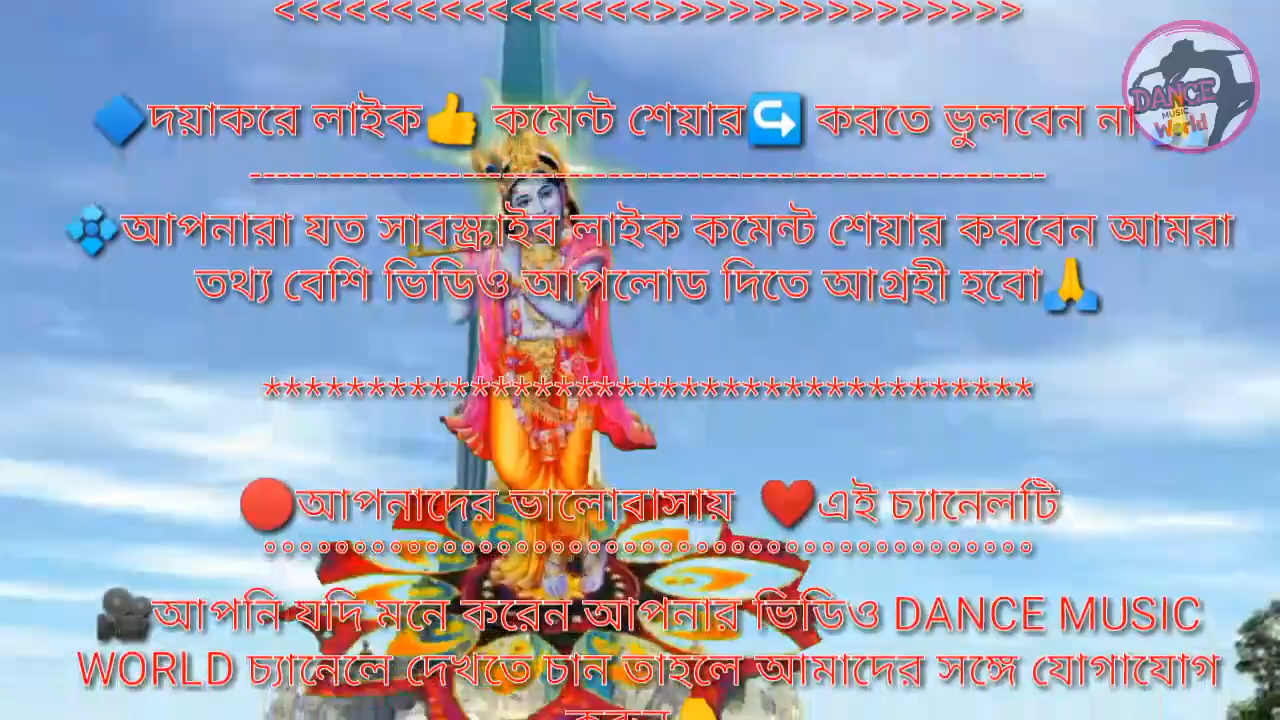 <<<<<<<<<<<<<<<<>>>>>>>>>>>>>>>
🔷দয়াকরে লাইক👍 কমেন্ট শেয়ার↪️ করতে ভুলবেন না
------------------------------------------------------------
💠আপনারা যত সাবস্ক্রাইব লাইক কমেন্ট শেয়ার করবেন আমরা
তথ্য বেশি ভিডিও আপলোড দিতে আগ্রহী হবো🙏
************************************
🔴আপনাদের ভালোবাসায় ❤️এই চ্যানেলটি
°°°°°°°°°°°°°°°°°°°°°°°°°°°°°°°°°°°°°°°°
🎥আপনি যদি মনে করেন আপনার ভিডিও DANCE MUSIC
WORLD চ্যানেলে দেখতে চান তাহলে আমাদের সঙ্গে যোগাযোগ
DANCE
MUSIC
World